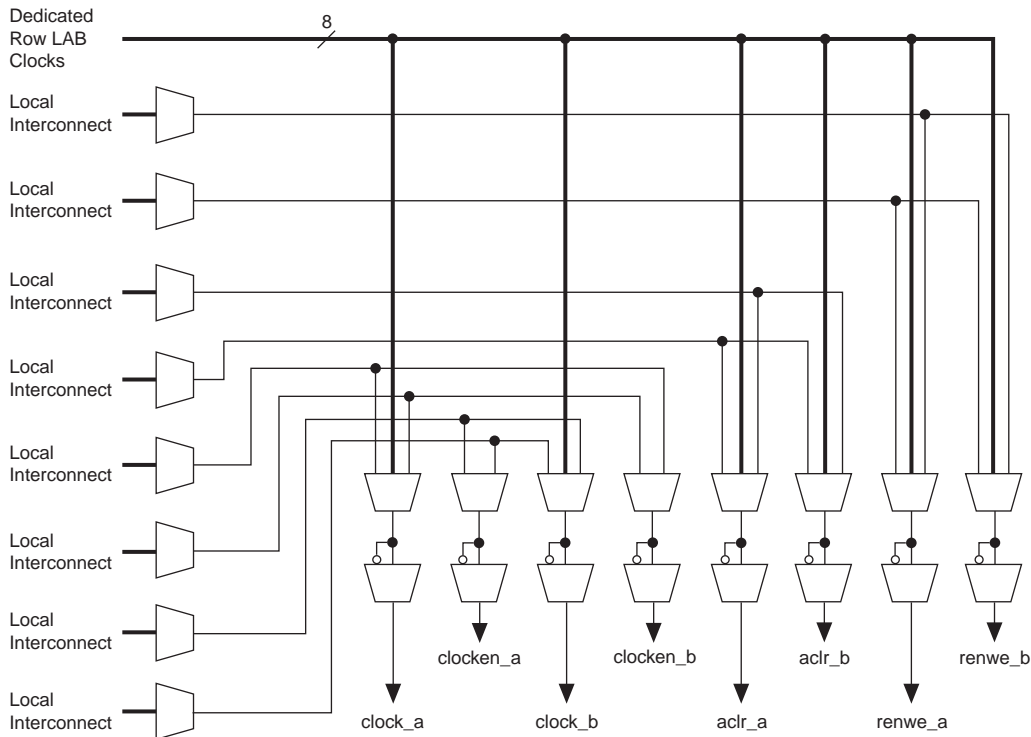 Dedicated
Row LAB
Clocks
8
Local
Interconnect
Local
Interconnect
Local
Interconnect
Local
Interconnect
Local
Interconnect
Local
Interconnect
Local
Interconnect
Local
Interconnect
clocken_a
clocken_b
aclr_b
renwe_b
clock_a
clock_b
aclr_a
renwe_a